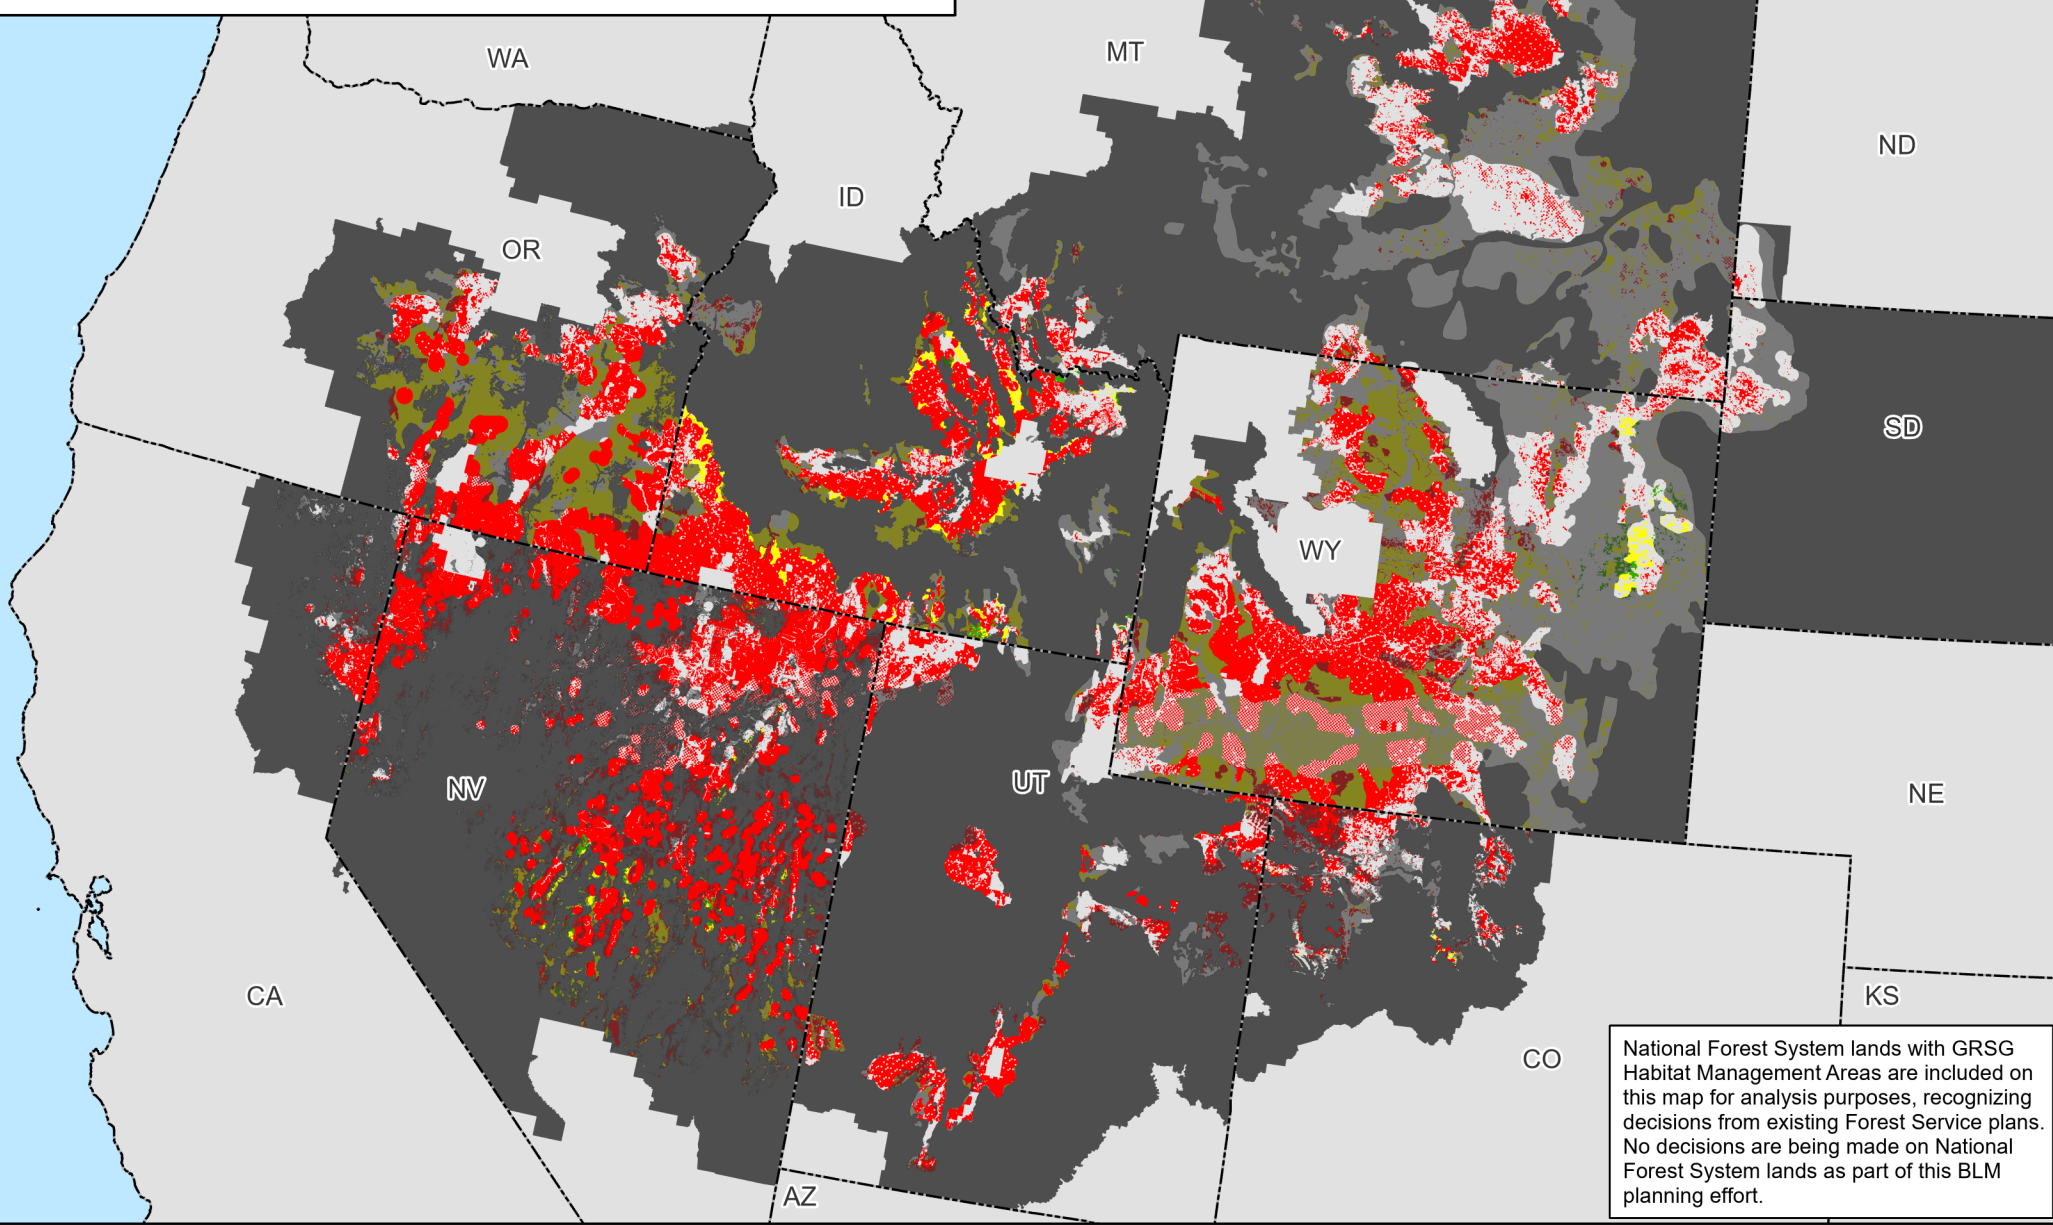 WA
MT
ND
ID
OR
SD
WY
UT
NV
NE
CA
KS
CO
AZ
National Forest System lands with GRSG
Habitat Management Areas are included on
this map for analysis purposes, recognizing
decisions from existing Forest Service plans.
No decisions are being made on National
Forest System lands as part of this BLM
planning effort.